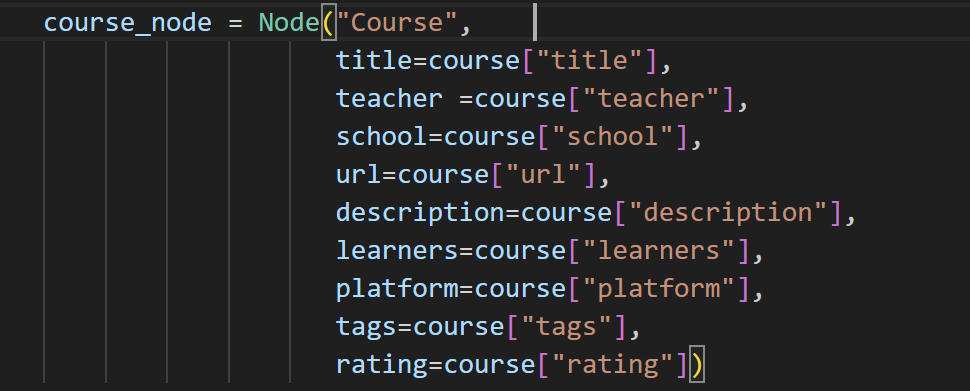 course_node = Node("Course",
title=course["title"],
teacher =course["teacher"],
school=course["school"],
url=course["url"],
description=course["description"],
learners=course["learners"],
platform=course["platform"],
tags=course["tags"],
rating=course["rating"])